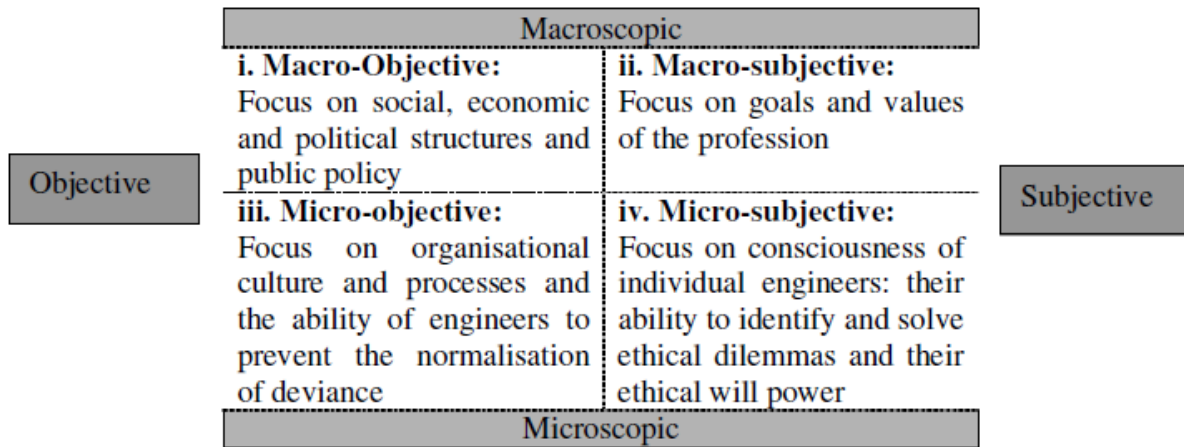 Macroscopic
i. Macro-Objective:
Focus on social, economic
and political structures and
public policy
ii. Macro-subjective:
Focus on goals and values
of the profession
Objective
Subjective
iii. Micro-objective:
Focus on organisational
culture and processes and
the ability of engineers to
prevent the normalisation
of deviance
iv. Micro-subjective:
Focus on consciousness of
individual engineers: their
ability to identify and solve
ethical dilemmas and their
ethical will power
Microscopic